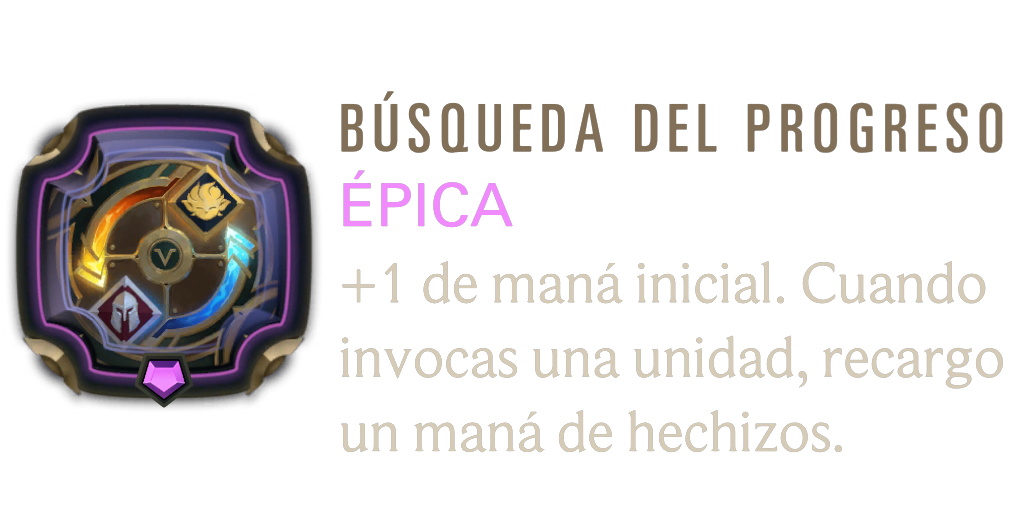 BÚSQUEDA DEL PROGRESO
ÉPICA
+1 de maná inicial. Cuando
invocas una unidad, recargo
un maná de hechizos.